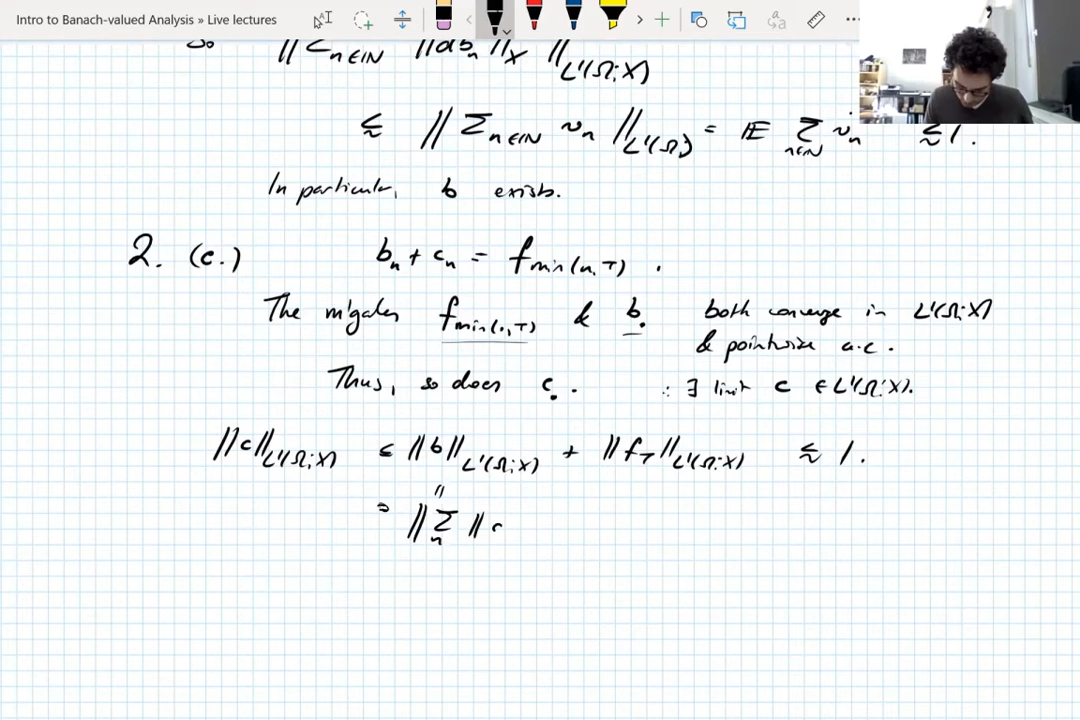 Intro to Banach-valued Analysis » Live lectures
So ‖ Σ_{n∈ℕ} ‖db_n‖_X ‖_{L¹(Ω;X)}
≲ ‖ Σ_{n∈ℕ} v_n ‖_{L¹(Ω)} = 𝔼 Σ_{n∈ℕ} v_n ≲ 1.
In particular, b exists.
2. (c.) b_n + c_n = f_{min(n,T)} .
The m'gales f_{min(·,T)} & b. both converge in L¹(Ω;X)
& pointwise a.e.
Thus, so does c. ∴ ∃ limit c ∈ L¹(Ω;X).
‖c‖_{L¹(Ω;X)} ≤ ‖b‖_{L¹(Ω;X)} + ‖f_T‖_{L¹(Ω;X)} ≲ 1.
‖ Σ_n ‖